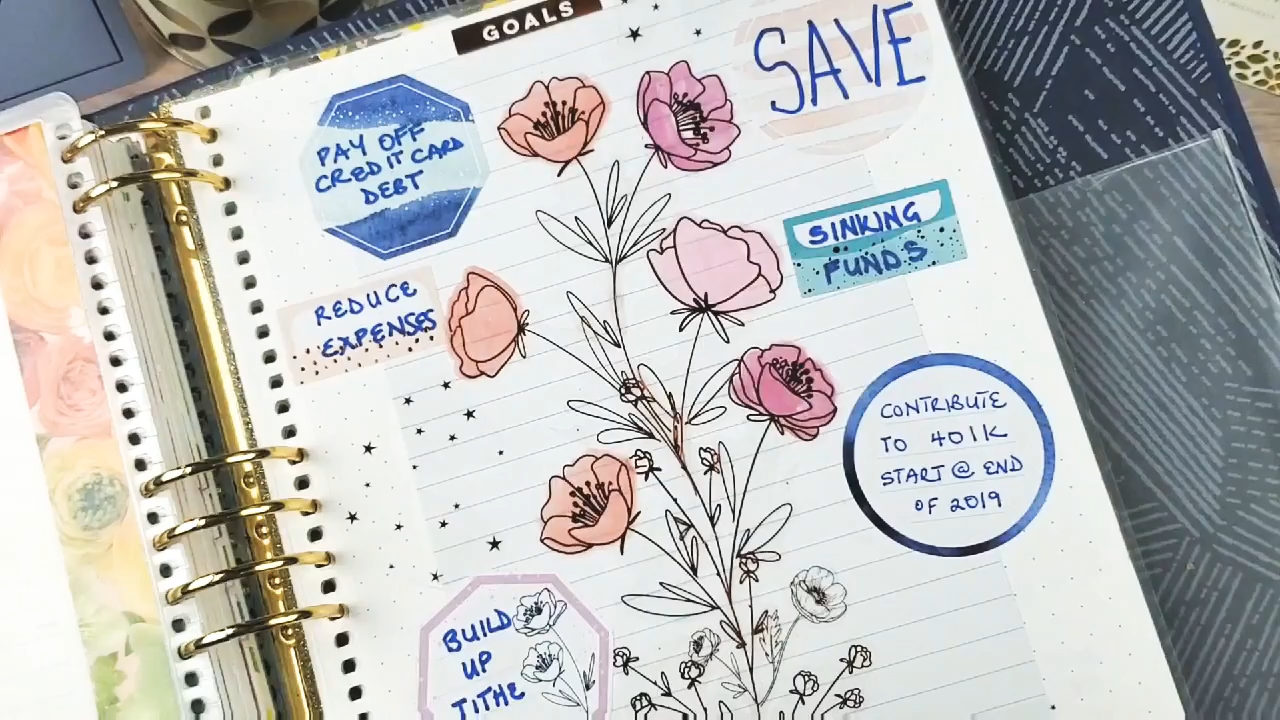 GOALS
SAVE
PAY OFF
CREDIT CARD
DEBT
SINKING
FUNDS
REDUCE
EXPENSES
CONTRIBUTE
TO 401K
START @ END
OF 2019
BUILD
UP
TITHE